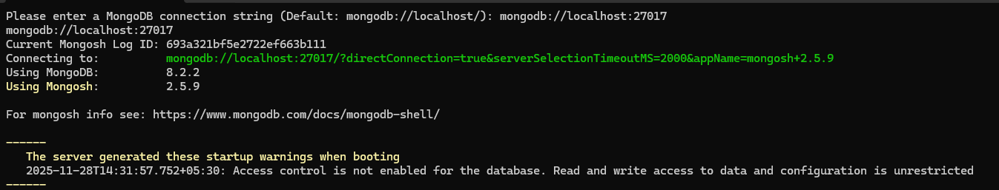 Please enter a MongoDB connection string (Default: mongodb://localhost/): mongodb://localhost:27017
mongodb://localhost:27017
Current Mongosh Log ID: 693a321bf5e2722ef663b111
Connecting to:          mongodb://localhost:27017/?directConnection=true&serverSelectionTimeoutMS=2000&appName=mongosh+2.5.9
Using MongoDB:          8.2.2
Using Mongosh:          2.5.9
For mongosh info see: https://www.mongodb.com/docs/mongodb-shell/
------
The server generated these startup warnings when booting
2025-11-28T14:31:57.752+05:30: Access control is not enabled for the database. Read and write access to data and configuration is unrestricted
------